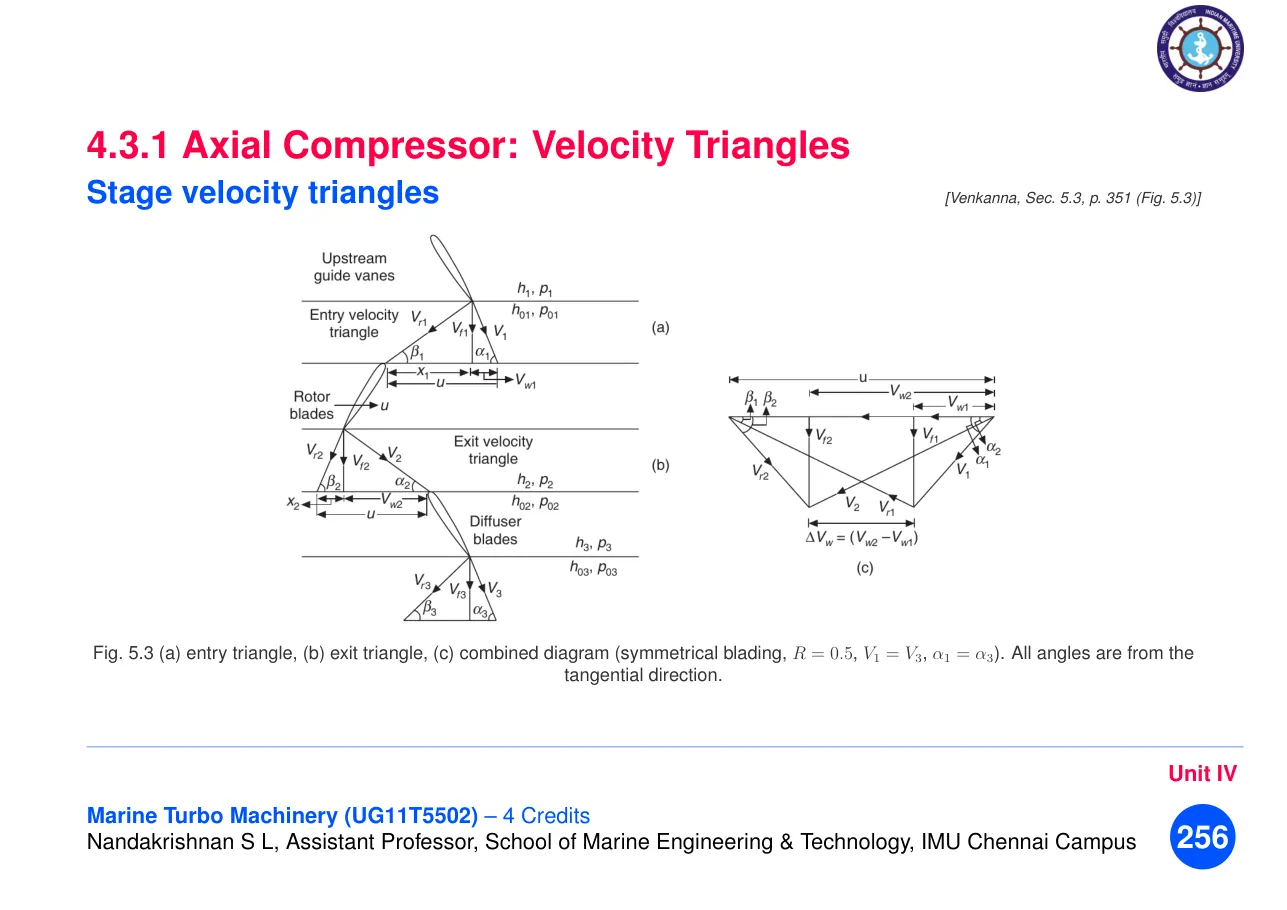 INDIAN MARITIME UNIVERSITY
4.3.1 Axial Compressor: Velocity Triangles
Stage velocity triangles
[Venkanna, Sec. 5.3, p. 351 (Fig. 5.3)]
Upstream
guide vanes
h1, p1
h01, p01
Entry velocity
triangle
Vr1
Vf1
V1
(a)
β1
α1
x1
u
Vw1
Rotor
blades
u
Exit velocity
triangle
Vr2
Vf2
V2
(b)
β2
α2
h2, p2
x2
Vw2
h02, p02
u
Diffuser
blades
h3, p3
h03, p03
Vr3
Vf3
V3
β3
α3
u
Vw2
β1 β2
Vw1
Vf2
Vf1
α2
α1
Vr2
V1
V2
Vr1
ΔVw = (Vw2 –Vw1)
(c)
Fig. 5.3 (a) entry triangle, (b) exit triangle, (c) combined diagram (symmetrical blading, R = 0.5, V1 = V3, α1 = α3). All angles are from the
tangential direction.
Unit IV
Marine Turbo Machinery (UG11T5502) – 4 Credits
Nandakrishnan S L, Assistant Professor, School of Marine Engineering & Technology, IMU Chennai Campus
256